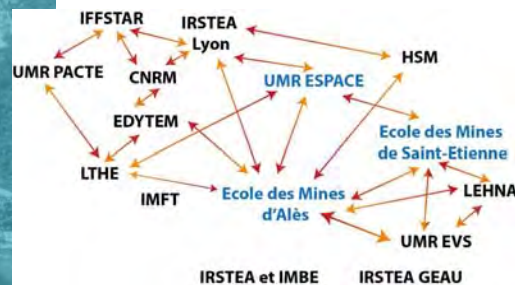 IFFSTAR
IRSTEA
Lyon
HSM
UMR PACTE
CNRM
UMR ESPACE
EDYTEM
Ecole des Mines
de Saint-Etienne
LTHE
IMFT
Ecole des Mines
d'Alès
LEHNA
UMR EVS
IRSTEA et IMBE
IRSTEA GEAU